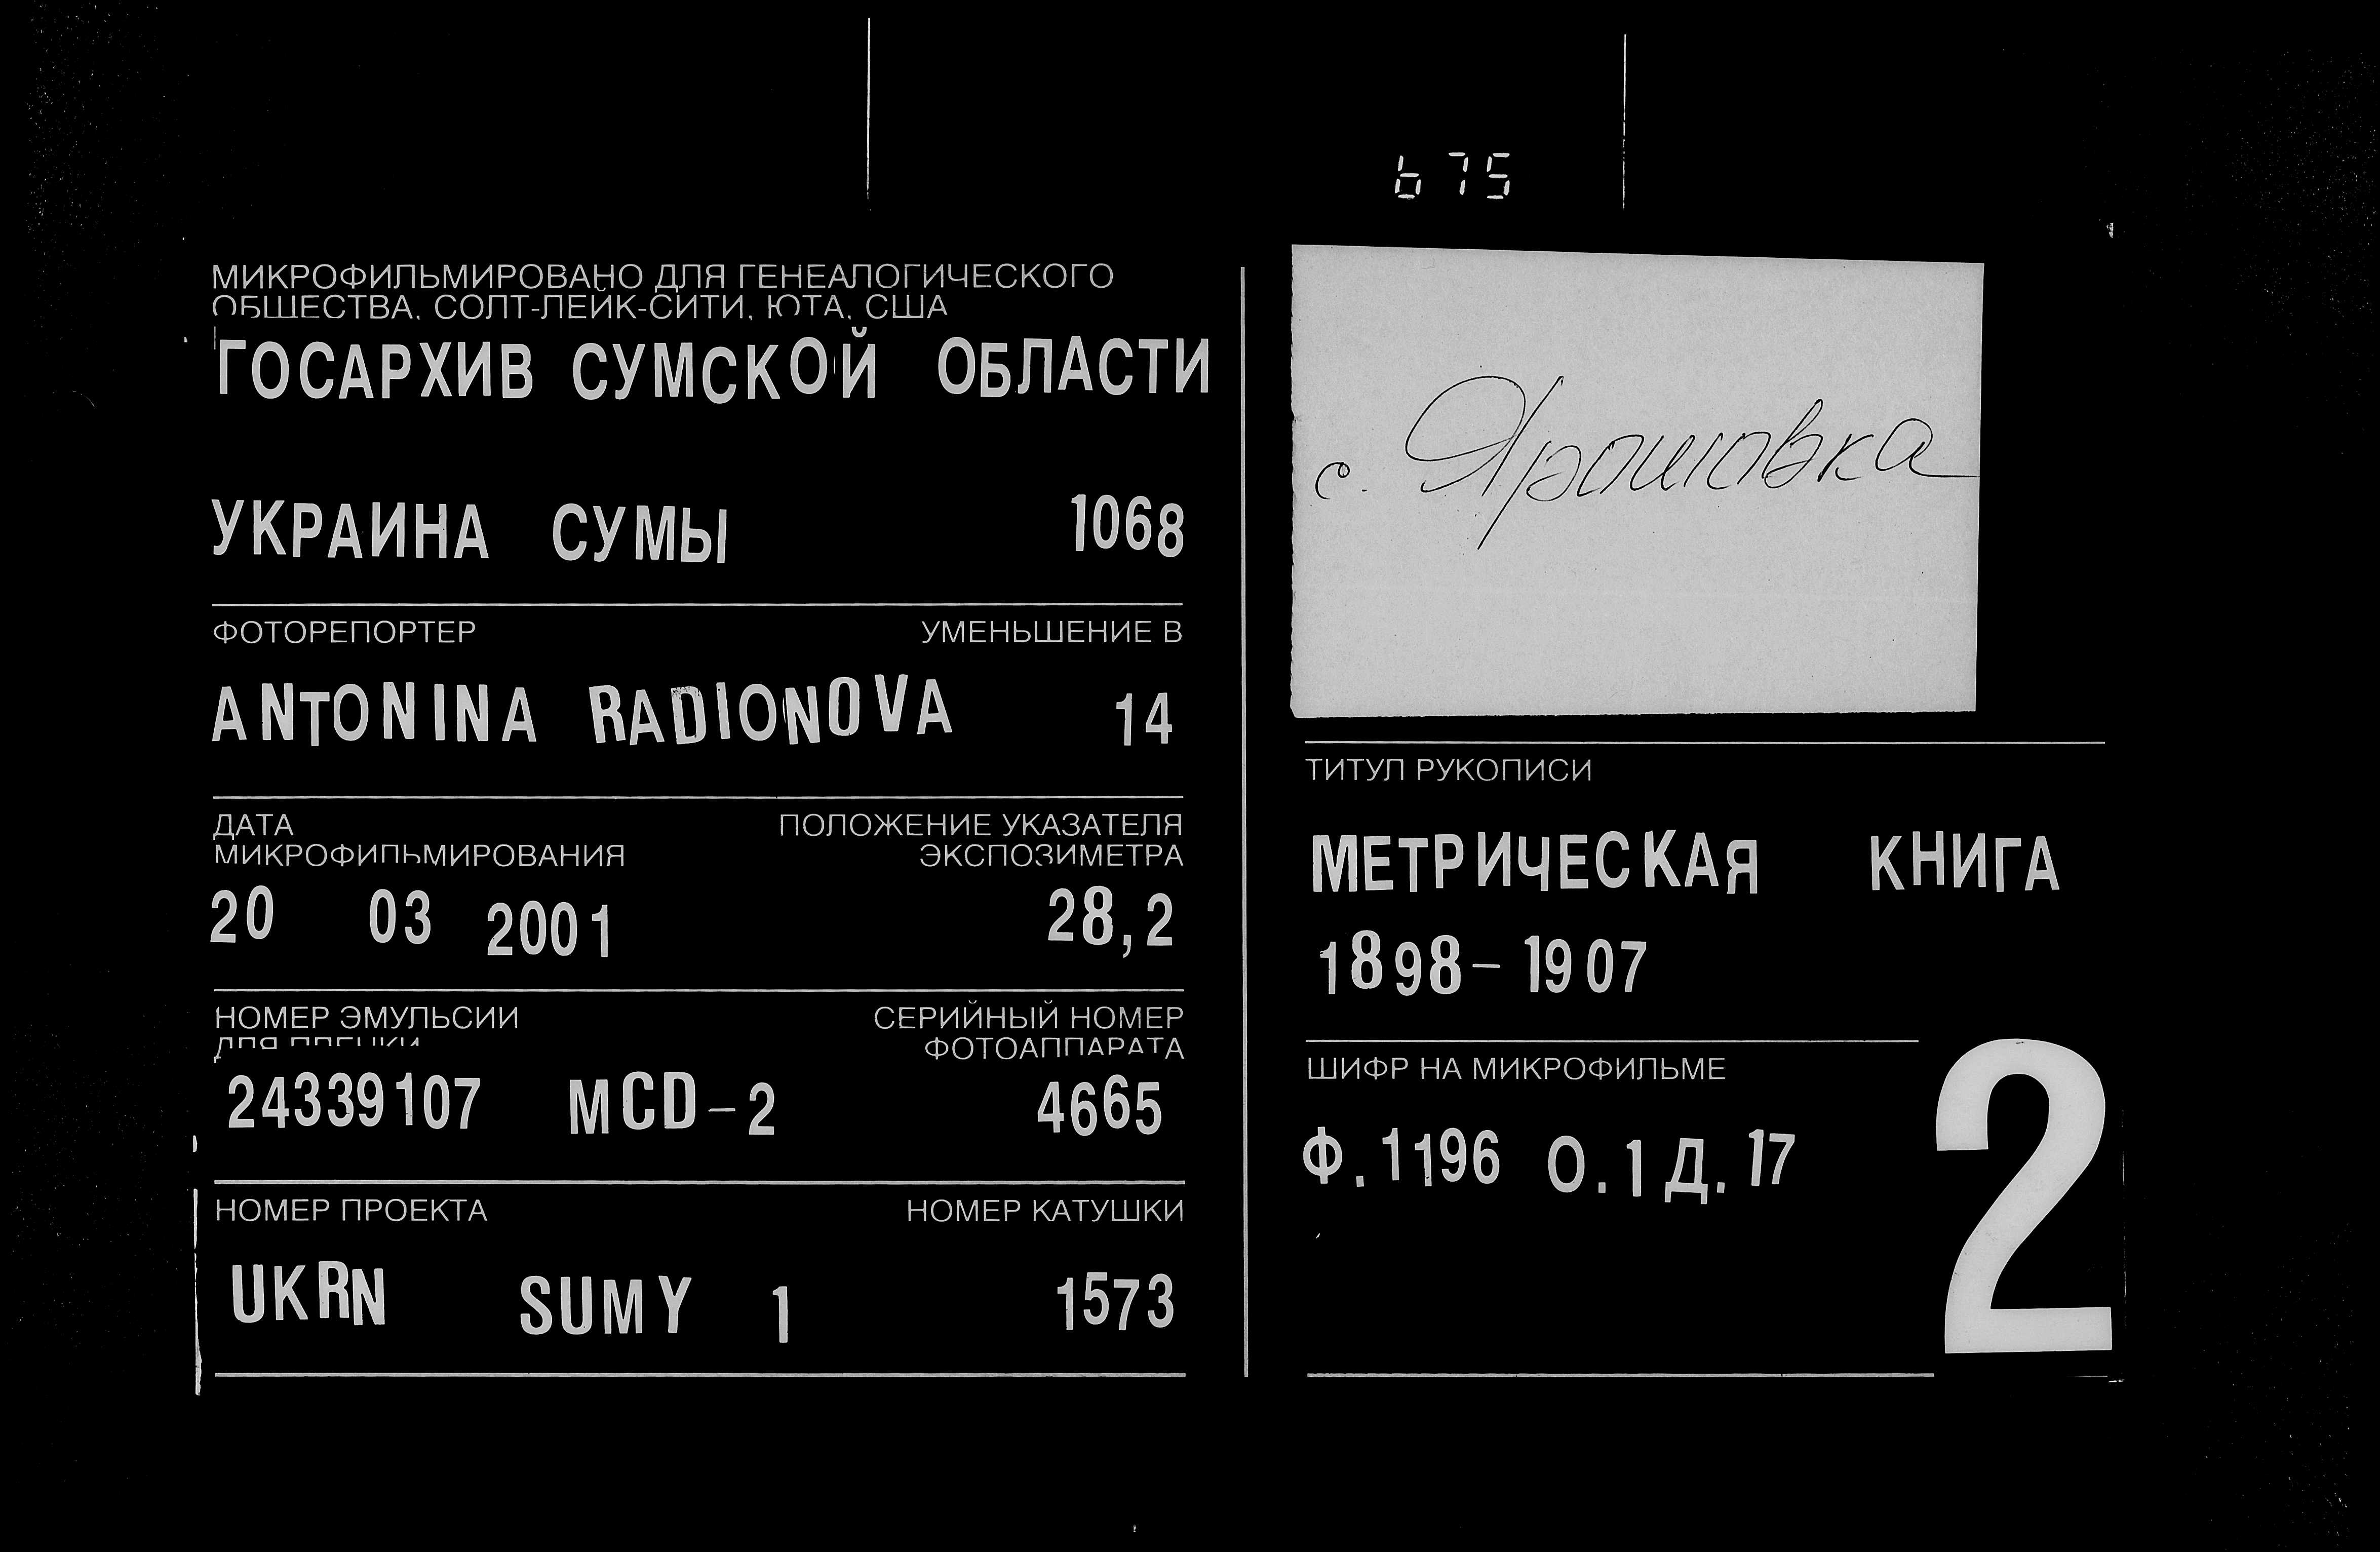 675
МИКРОФИЛЬМИРОВАНО ДЛЯ ГЕНЕАЛОГИЧЕСКОГО
ОБЩЕСТВА, СОЛТ-ЛЕЙК-СИТИ, ЮТА, США
ГОСАРХИВ СУМСКОЙ ОБЛАСТИ
УКРАИНА СУМЫ 1068
ФОТОРЕПОРТЕР УМЕНЬШЕНИЕ В
ANTONINA RADIONOVA 14
ДАТА ПОЛОЖЕНИЕ УКАЗАТЕЛЯ
МИКРОФИЛЬМИРОВАНИЯ ЭКСПОЗИМЕТРА
20 03 2001 28,2
НОМЕР ЭМУЛЬСИИ СЕРИЙНЫЙ НОМЕР
ДЛЯ ПЛЕНКИ ФОТОАППАРАТА
24339107 MCD-2 4665
НОМЕР ПРОЕКТА НОМЕР КАТУШКИ
UKRN SUMY 1 1573
с. Ярошовка
ТИТУЛ РУКОПИСИ
МЕТРИЧЕСКАЯ КНИГА
1898-1907
ШИФР НА МИКРОФИЛЬМЕ
Ф.1196 О.1 Д.17
2